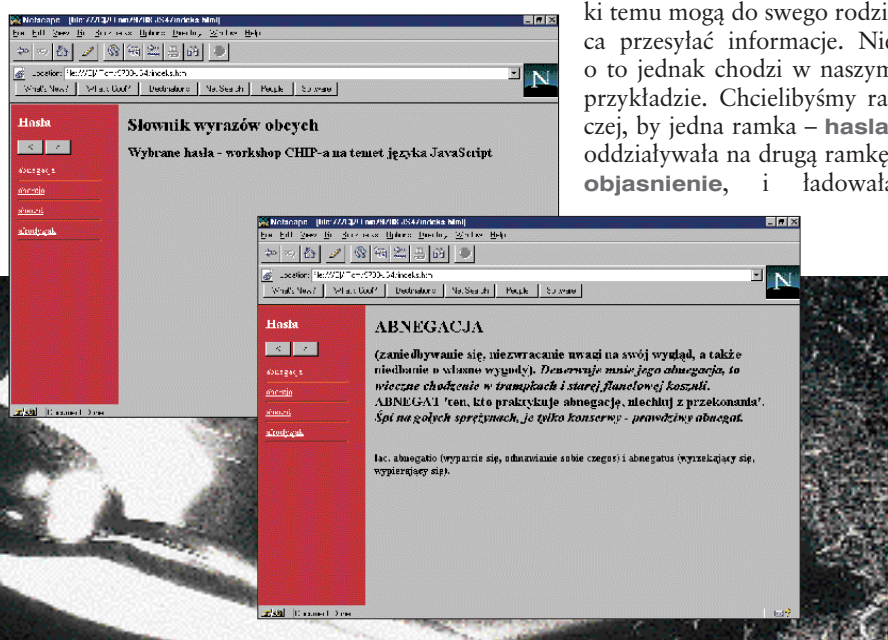 ki temu mogą do swego rodzi
ca przesyłać informacje. Nie
o to jednak chodzi w naszym
przykładzie. Chcielibyśmy ra
czej, by jedna ramka – hasla
oddziaływała na drugą ramkę
objasnienie, i ładowała
Netscape
Location:
What's New? What's Cool? Destinations Net Search People Software
Hasła
< >
abnegacja
Słownik wyrazów obcych
Wybrane hasła - workshop CHIP-a na temet języka JavaScript
Document: Done
Netscape
Location:
What's New? What's Cool? Destinations Net Search People Software
Hasła
< >
abnegacja
ABNEGACJA
(zaniedbywanie się, niezwracanie uwagi na swój wygląd, a także
niedbanie o własne wygody). Denerwuje mnie jego abnegacja, to
wieczne chodzenie w trampkach i starej flanelowej koszuli.
ABNEGAT 'ten, kto praktykuje abnegację, niechluj z przekonania'.
Śpi na gołych sprężynach, je tylko konserwy - prawdziwy abnegat.
łac. abnegatio (wyparcie się, odmawianie sobie czegos) i abnegatus (wyrzekający się,
wypierający się).
Document: Done